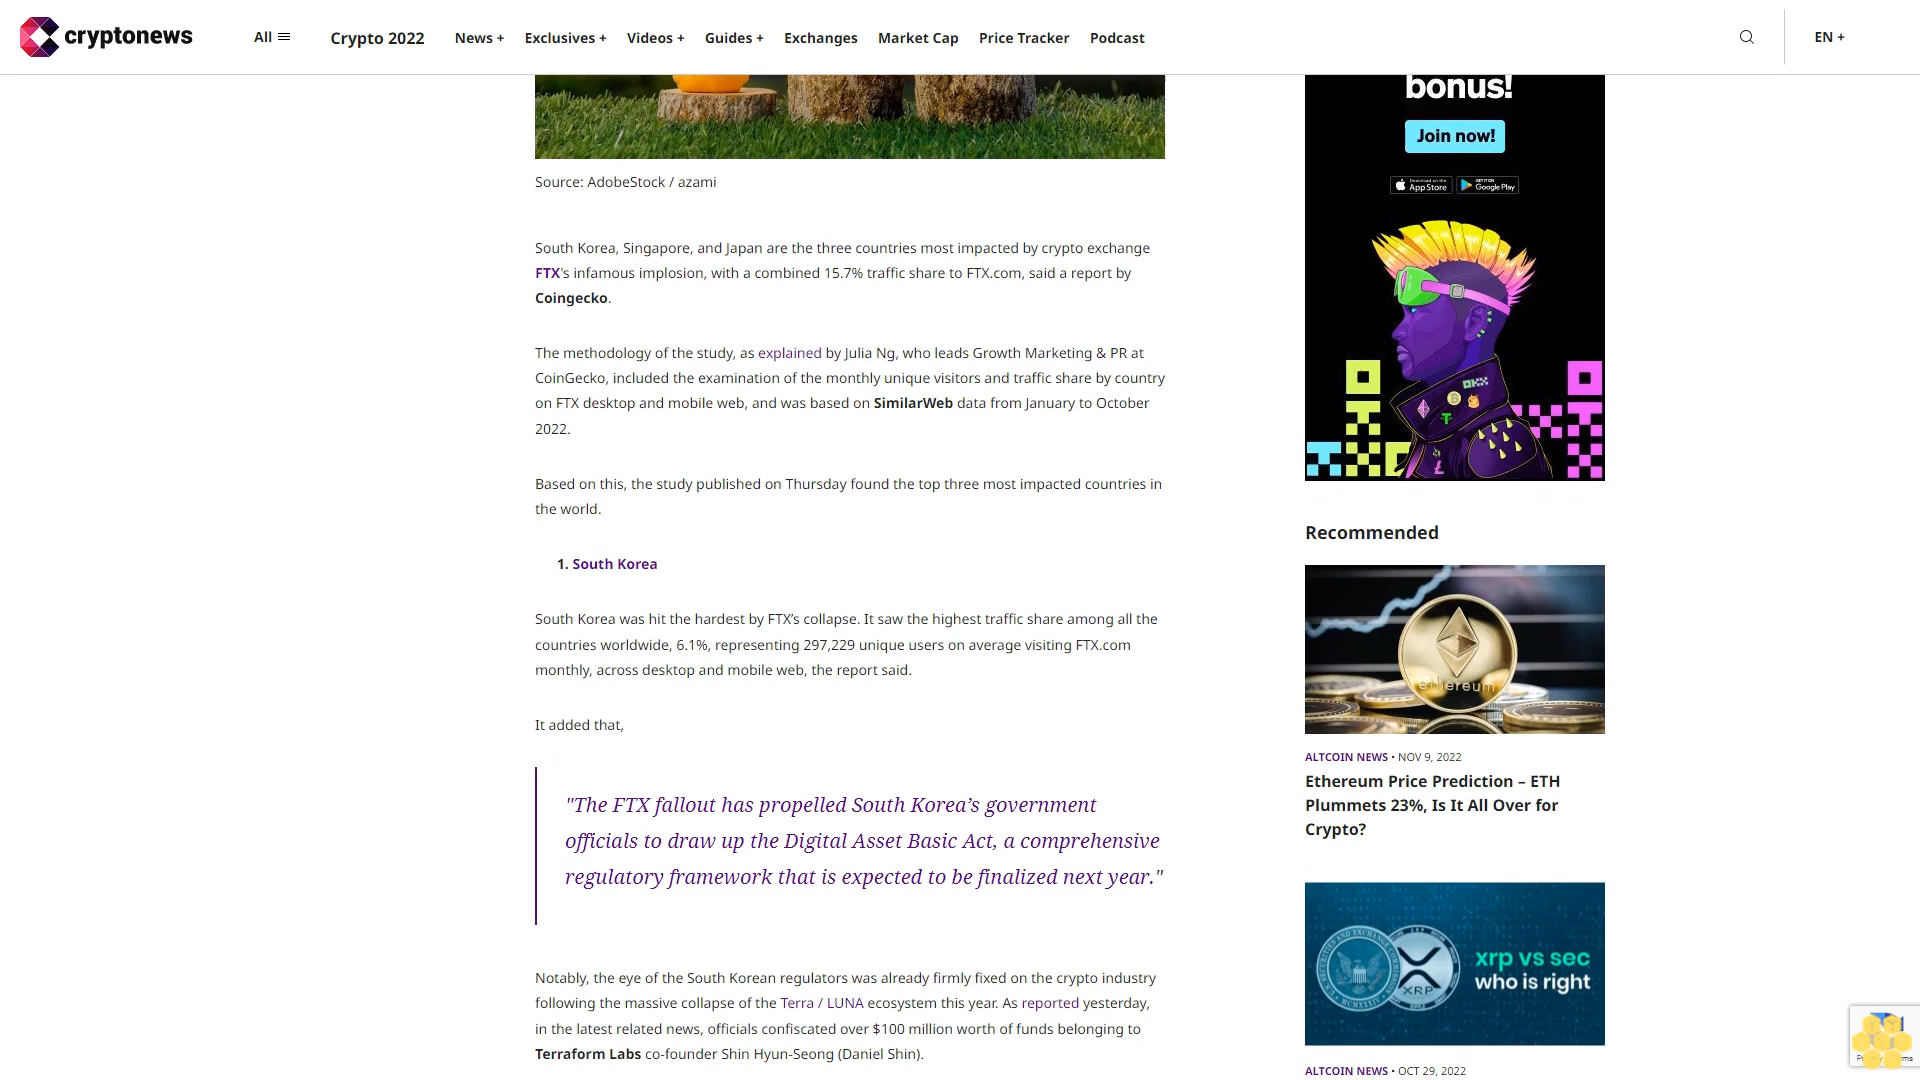 cryptonews
All
Crypto 2022
News +
Exclusives +
Videos +
Guides +
Exchanges
Market Cap
Price Tracker
Podcast
EN +
Source: AdobeStock / azami
South Korea, Singapore, and Japan are the three countries most impacted by crypto exchange
FTX's infamous implosion, with a combined 15.7% traffic share to FTX.com, said a report by
Coingecko.
The methodology of the study, as explained by Julia Ng, who leads Growth Marketing & PR at
CoinGecko, included the examination of the monthly unique visitors and traffic share by country
on FTX desktop and mobile web, and was based on SimilarWeb data from January to October
2022.
Based on this, the study published on Thursday found the top three most impacted countries in
the world.
1. South Korea
South Korea was hit the hardest by FTX’s collapse. It saw the highest traffic share among all the
countries worldwide, 6.1%, representing 297,229 unique users on average visiting FTX.com
monthly, across desktop and mobile web, the report said.
It added that,
"The FTX fallout has propelled South Korea’s government
officials to draw up the Digital Asset Basic Act, a comprehensive
regulatory framework that is expected to be finalized next year."
Notably, the eye of the South Korean regulators was already firmly fixed on the crypto industry
following the massive collapse of the Terra / LUNA ecosystem this year. As reported yesterday,
in the latest related news, officials confiscated over $100 million worth of funds belonging to
Terraform Labs co-founder Shin Hyun-Seong (Daniel Shin).
bonus!
Join now!
Download on the
App Store
GET IT ON
Google Play
OKX
Recommended
ethereum
ALTCOIN NEWS • NOV 9, 2022
Ethereum Price Prediction – ETH
Plummets 23%, Is It All Over for
Crypto?
XRP
xrp vs sec
who is right
ALTCOIN NEWS • OCT 29, 2022